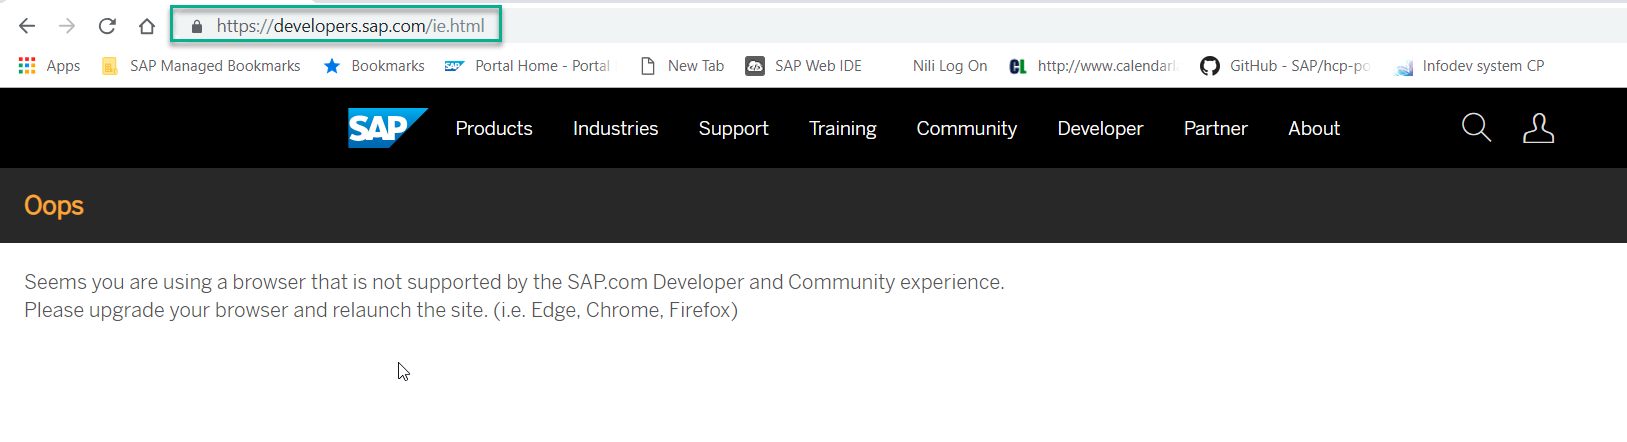 https://developers.sap.com/ie.html
Apps SAP Managed Bookmarks Bookmarks Portal Home - Portal New Tab SAP Web IDE Nili Log On http://www.calendarl GitHub - SAP/hcp-po Infodev system CP
SAP Products Industries Support Training Community Developer Partner About
Oops
Seems you are using a browser that is not supported by the SAP.com Developer and Community experience.
Please upgrade your browser and relaunch the site. (i.e. Edge, Chrome, Firefox)